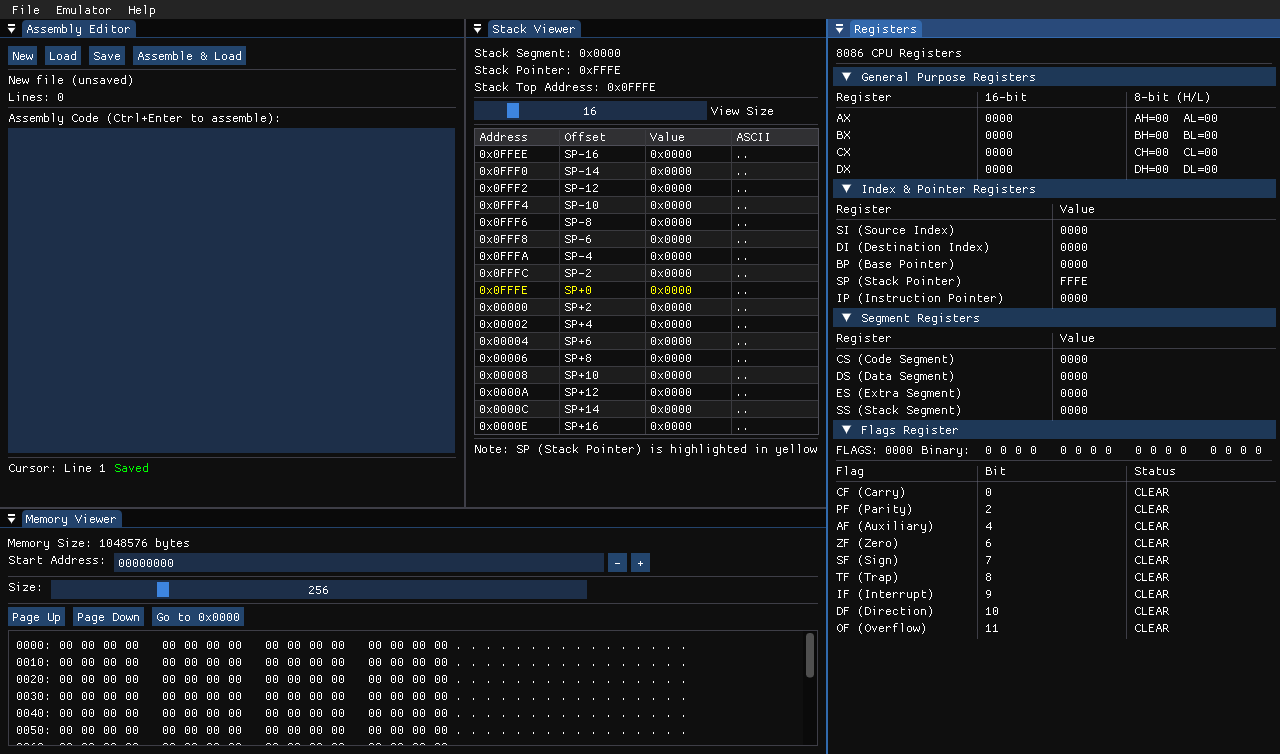 File Emulator Help
Assembly Editor
New Load Save Assemble & Load
New file (unsaved)
Lines: 0
Assembly Code (Ctrl+Enter to assemble):
Cursor: Line 1 Saved
Stack Viewer
Stack Segment: 0x0000
Stack Pointer: 0xFFFE
Stack Top Address: 0x0FFFE
16 View Size
Address Offset Value ASCII
0x0FFEE SP-16 0x0000 ..
0x0FFF0 SP-14 0x0000 ..
0x0FFF2 SP-12 0x0000 ..
0x0FFF4 SP-10 0x0000 ..
0x0FFF6 SP-8 0x0000 ..
0x0FFF8 SP-6 0x0000 ..
0x0FFFA SP-4 0x0000 ..
0x0FFFC SP-2 0x0000 ..
0x0FFFE SP+0 0x0000 ..
0x00000 SP+2 0x0000 ..
0x00002 SP+4 0x0000 ..
0x00004 SP+6 0x0000 ..
0x00006 SP+8 0x0000 ..
0x00008 SP+10 0x0000 ..
0x0000A SP+12 0x0000 ..
0x0000C SP+14 0x0000 ..
0x0000E SP+16 0x0000 ..
Note: SP (Stack Pointer) is highlighted in yellow
Registers
8086 CPU Registers
General Purpose Registers
Register 16-bit 8-bit (H/L)
AX 0000 AH=00 AL=00
BX 0000 BH=00 BL=00
CX 0000 CH=00 CL=00
DX 0000 DH=00 DL=00
Index & Pointer Registers
Register Value
SI (Source Index) 0000
DI (Destination Index) 0000
BP (Base Pointer) 0000
SP (Stack Pointer) FFFE
IP (Instruction Pointer) 0000
Segment Registers
Register Value
CS (Code Segment) 0000
DS (Data Segment) 0000
ES (Extra Segment) 0000
SS (Stack Segment) 0000
Flags Register
FLAGS: 0000 Binary: 0 0 0 0 0 0 0 0 0 0 0 0 0 0 0 0
Flag Bit Status
CF (Carry) 0 CLEAR
PF (Parity) 2 CLEAR
AF (Auxiliary) 4 CLEAR
ZF (Zero) 6 CLEAR
SF (Sign) 7 CLEAR
TF (Trap) 8 CLEAR
IF (Interrupt) 9 CLEAR
DF (Direction) 10 CLEAR
OF (Overflow) 11 CLEAR
Memory Viewer
Memory Size: 1048576 bytes
Start Address: 00000000 - +
Size: 256
Page Up Page Down Go to 0x0000
0000: 00 00 00 00 00 00 00 00 00 00 00 00 00 00 00 00 . . . . . . . . . . . . . . . .
0010: 00 00 00 00 00 00 00 00 00 00 00 00 00 00 00 00 . . . . . . . . . . . . . . . .
0020: 00 00 00 00 00 00 00 00 00 00 00 00 00 00 00 00 . . . . . . . . . . . . . . . .
0030: 00 00 00 00 00 00 00 00 00 00 00 00 00 00 00 00 . . . . . . . . . . . . . . . .
0040: 00 00 00 00 00 00 00 00 00 00 00 00 00 00 00 00 . . . . . . . . . . . . . . . .
0050: 00 00 00 00 00 00 00 00 00 00 00 00 00 00 00 00 . . . . . . . . . . . . . . . .